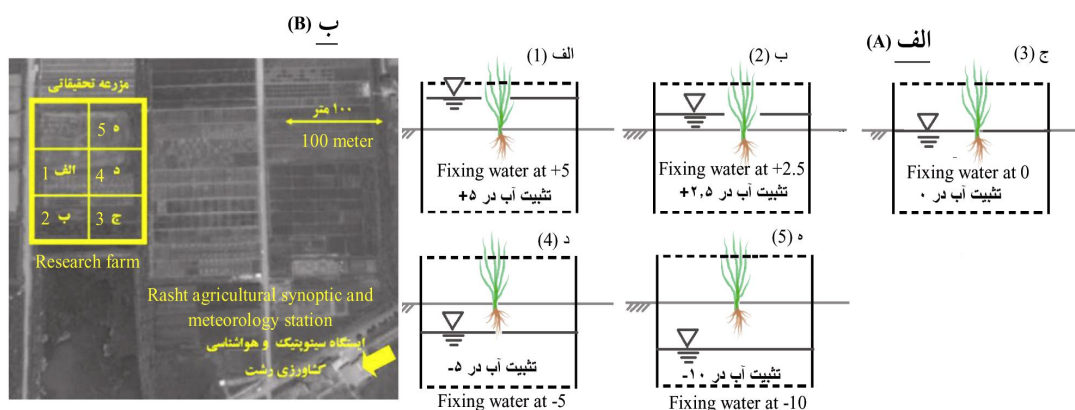 ب (B)
مزرعه تحقیقاتی
۱۰۰ متر
100 meter
ه 5
الف 1
د 4
ب 2
ج 3
Research farm
Rasht agricultural synoptic and
meteorology station
ایستگاه سینوپتیک و هواشناسی
کشاورزی رشت
الف (A)
الف (1)
Fixing water at +5
تثبیت آب در ۵+
ب (2)
Fixing water at +2.5
تثبیت آب در ۲,۵+
ج (3)
Fixing water at 0
تثبیت آب در ۰
د (4)
تثبیت آب در ۵-
Fixing water at -5
ه (5)
تثبیت آب در ۱۰-
Fixing water at -10